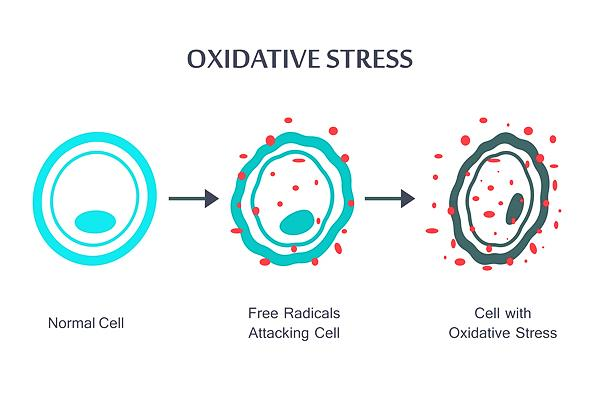 OXIDATIVE STRESS
Normal Cell
Free Radicals
Attacking Cell
Cell with
Oxidative Stress